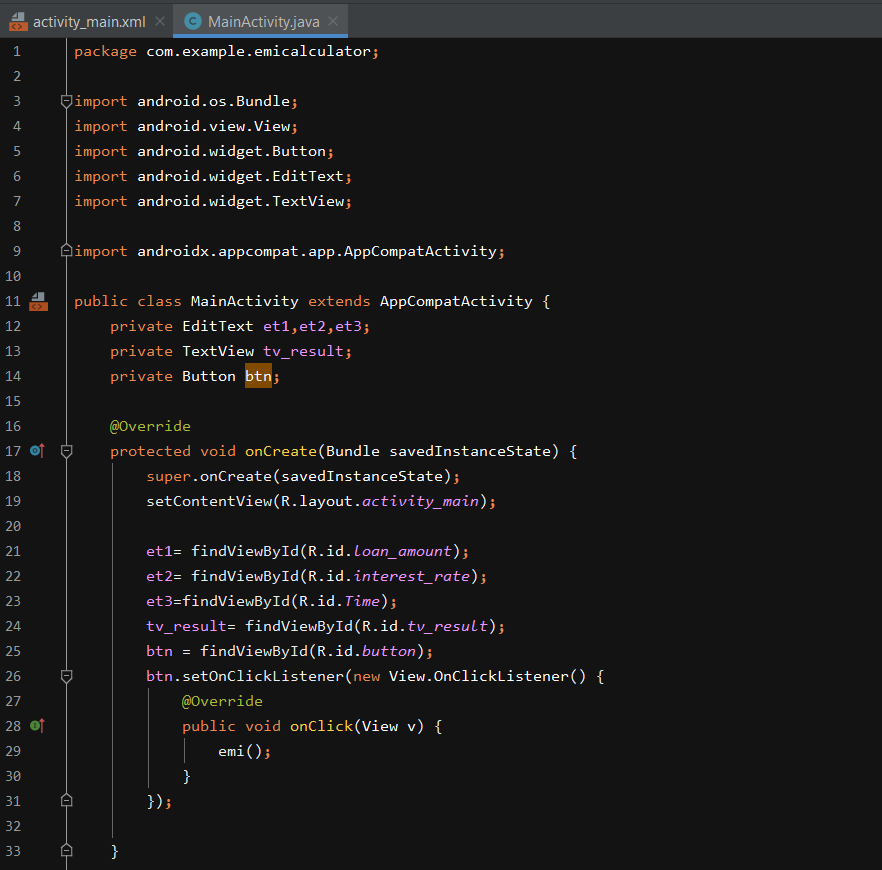 activity_main.xml MainActivity.java
1 package com.example.emicalculator;
2
3 import android.os.Bundle;
4 import android.view.View;
5 import android.widget.Button;
6 import android.widget.EditText;
7 import android.widget.TextView;
8
9 import androidx.appcompat.app.AppCompatActivity;
10
11 public class MainActivity extends AppCompatActivity {
12     private EditText et1,et2,et3;
13     private TextView tv_result;
14     private Button btn;
15
16     @Override
17     protected void onCreate(Bundle savedInstanceState) {
18         super.onCreate(savedInstanceState);
19         setContentView(R.layout.activity_main);
20
21         et1= findViewById(R.id.loan_amount);
22         et2= findViewById(R.id.interest_rate);
23         et3=findViewById(R.id.Time);
24         tv_result= findViewById(R.id.tv_result);
25         btn = findViewById(R.id.button);
26         btn.setOnClickListener(new View.OnClickListener() {
27             @Override
28             public void onClick(View v) {
29                 emi();
30             }
31         });
32
33     }